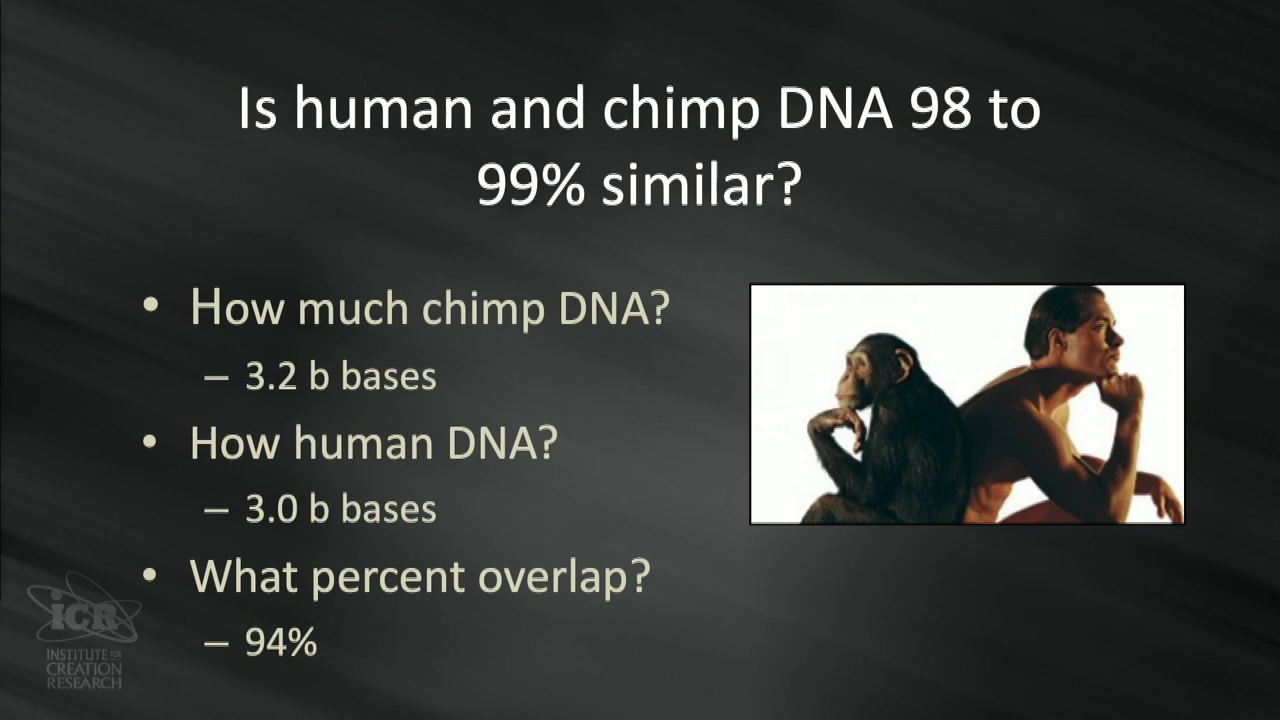 Is human and chimp DNA 98 to
99% similar?
• How much chimp DNA?
– 3.2 b bases
• How human DNA?
– 3.0 b bases
• What percent overlap?
– 94%
iCR
INSTITUTE FOR
CREATION
RESEARCH